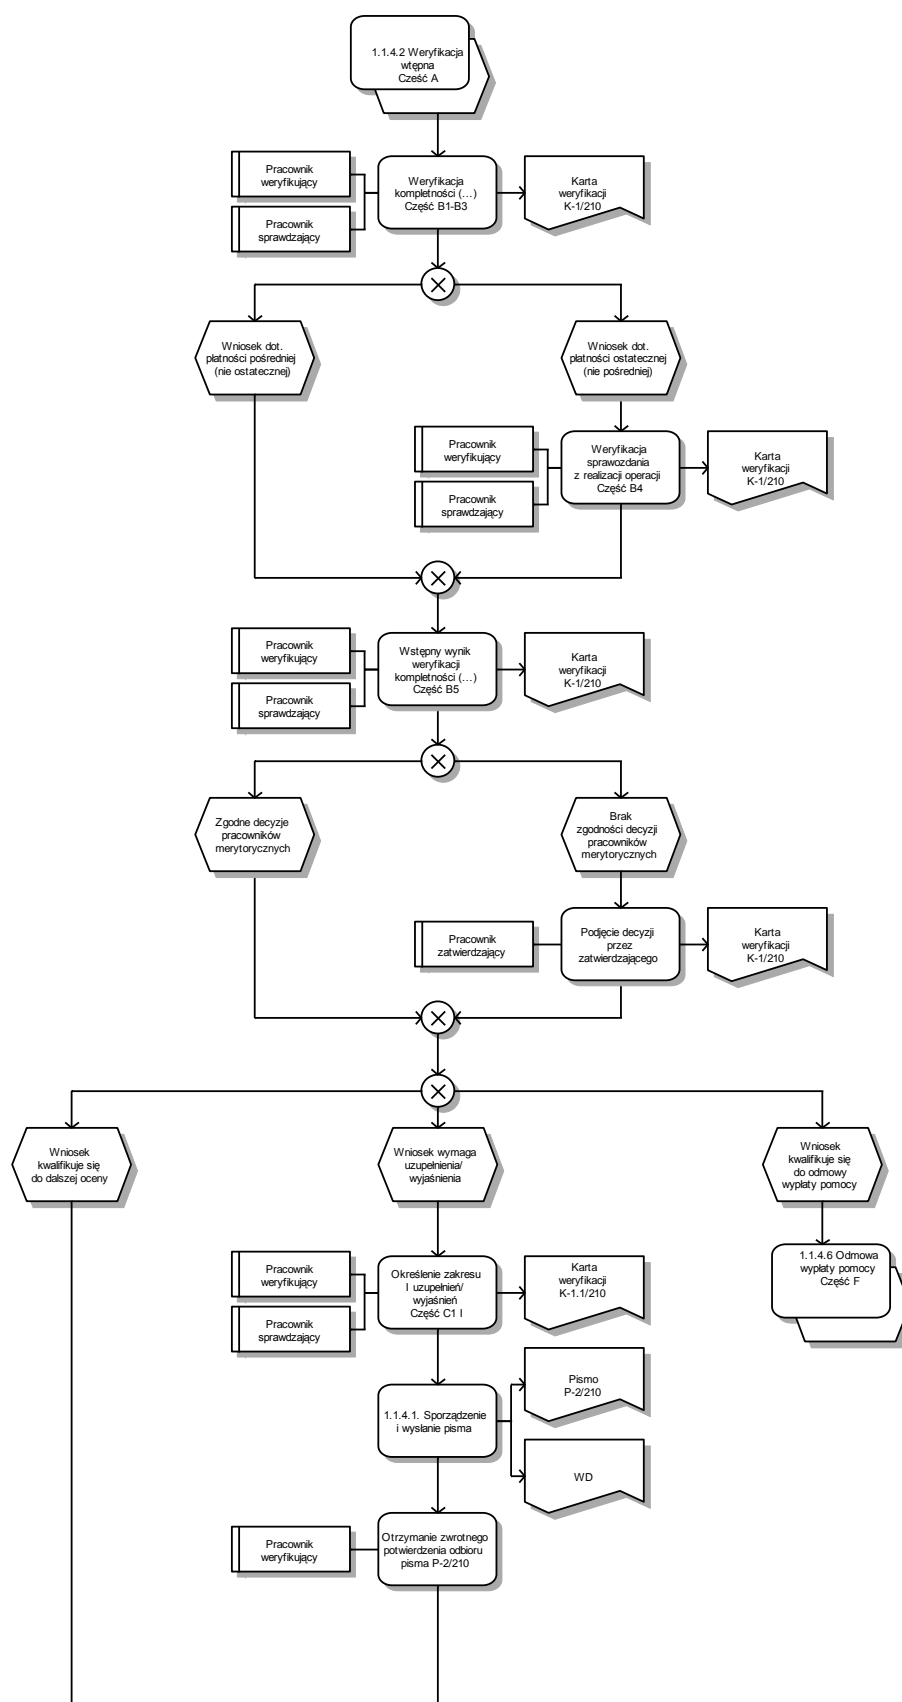 1.1.4.2 Weryfikacja
wtępna
Cześć A
Pracownik
weryfikujący
Pracownik
sprawdzający
Weryfikacja
kompletności (…)
Część B1-B3
Karta
weryfikacji
K-1/210
Wniosek dot.
płatności pośredniej
(nie ostatecznej)
Wniosek dot.
płatności ostatecznej
(nie pośredniej)
Pracownik
weryfikujący
Pracownik
sprawdzający
Weryfikacja
sprawozdania
z realizacji operacji
Część B4
Karta
weryfikacji
K-1/210
Pracownik
weryfikujący
Pracownik
sprawdzający
Wstępny wynik
weryfikacji
kompletności (…)
Część B5
Karta
weryfikacji
K-1/210
Zgodne decyzje
pracowników
merytorycznych
Brak
zgodności decyzji
pracowników
merytorycznych
Pracownik
zatwierdzający
Podjęcie decyzji
przez
zatwierdzającego
Karta
weryfikacji
K-1/210
Wniosek
kwalifikuje się
do dalszej oceny
Wniosek wymaga
uzupełnienia/
wyjaśnienia
Wniosek
kwalifikuje się
do odmowy
wypłaty pomocy
1.1.4.6 Odmowa
wypłaty pomocy
Część F
Pracownik
weryfikujący
Pracownik
sprawdzający
Określenie zakresu
I uzupełnień/
wyjaśnień
Część C1 I
Karta
weryfikacji
K-1.1/210
1.1.4.1. Sporządzenie
i wysłanie pisma
Pismo
P-2/210
WD
Pracownik
weryfikujący
Otrzymanie zwrotnego
potwierdzenia odbioru
pisma P-2/210